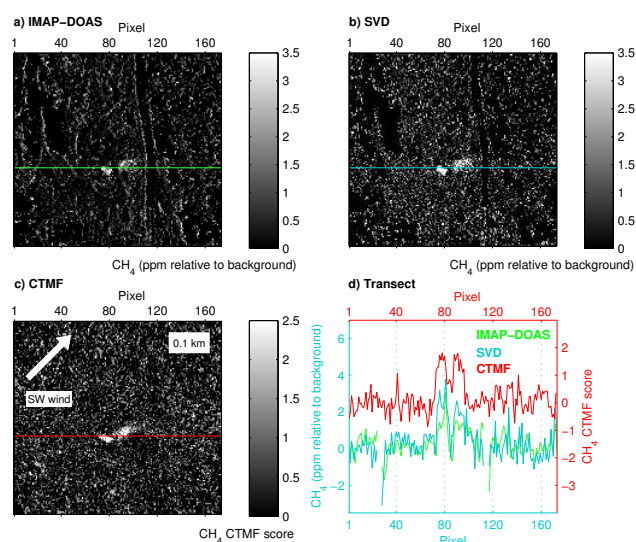 a) IMAP−DOAS
Pixel
1 40 80 120 160
3.5
3
2.5
2
1.5
1
0.5
0
CH4 (ppm relative to background)
b) SVD
Pixel
1 40 80 120 160
3.5
3
2.5
2
1.5
1
0.5
0
CH4 (ppm relative to background)
c) CTMF
Pixel
1 40 80 120 160
0.1 km
SW wind
2.5
2
1.5
1
0.5
0
CH4 CTMF score
d) Transect
Pixel
1 40 80 120 160
IMAP−DOAS
SVD
CTMF
6
4
2
0
−2
CH4 (ppm relative to background)
2
1
0
−1
−2
−3
CH4 CTMF score
1 40 80 120 160
Pixel